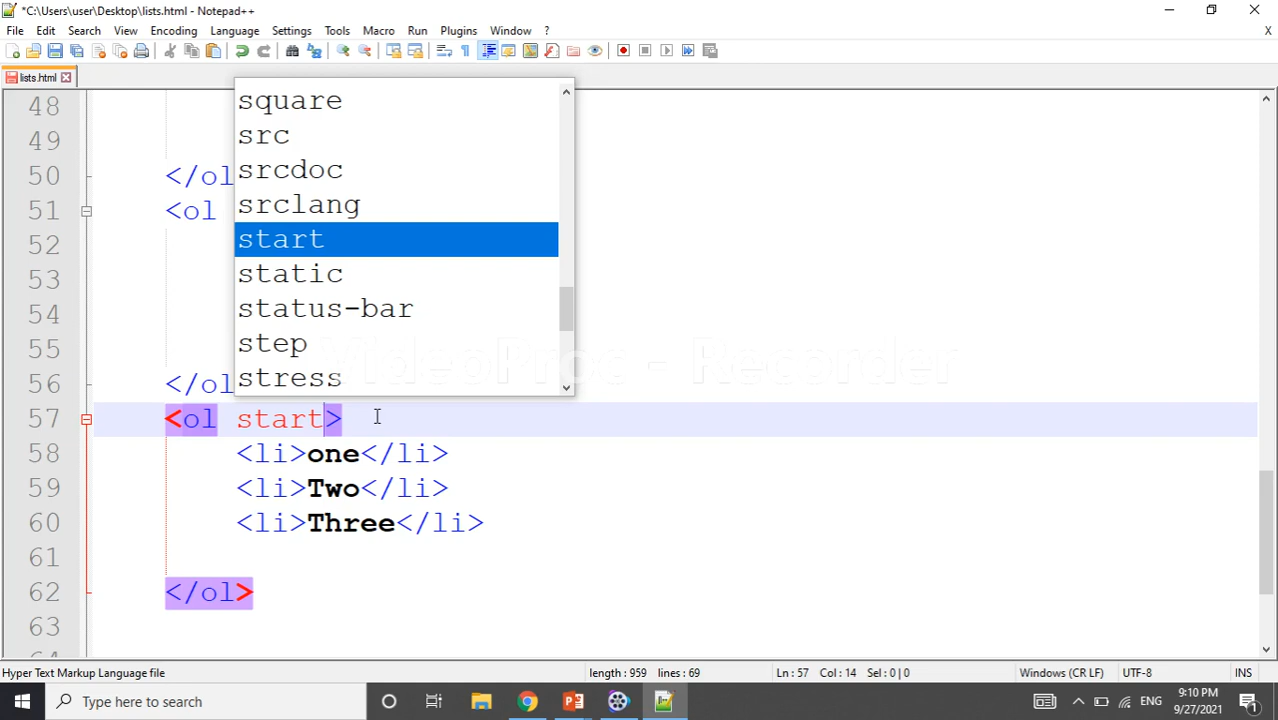 *C:\Users\user\Desktop\lists.html - Notepad++
File Edit Search View Encoding Language Settings Tools Macro Run Plugins Window ?
X
lists.html
48
49
50 </ol
51 <ol
52
53
54
55
56 </ol
57 <ol start>
58 <li>one</li>
59 <li>Two</li>
60 <li>Three</li>
61
62 </ol>
63
square
src
srcdoc
srclang
start
static
status-bar
step
stress
VideoProc - Recorder
Hyper Text Markup Language file length : 959 lines : 69 Ln : 57 Col : 14 Sel : 0 | 0 Windows (CR LF) UTF-8 INS
Type here to search
ENG
9:10 PM
9/27/2021
1